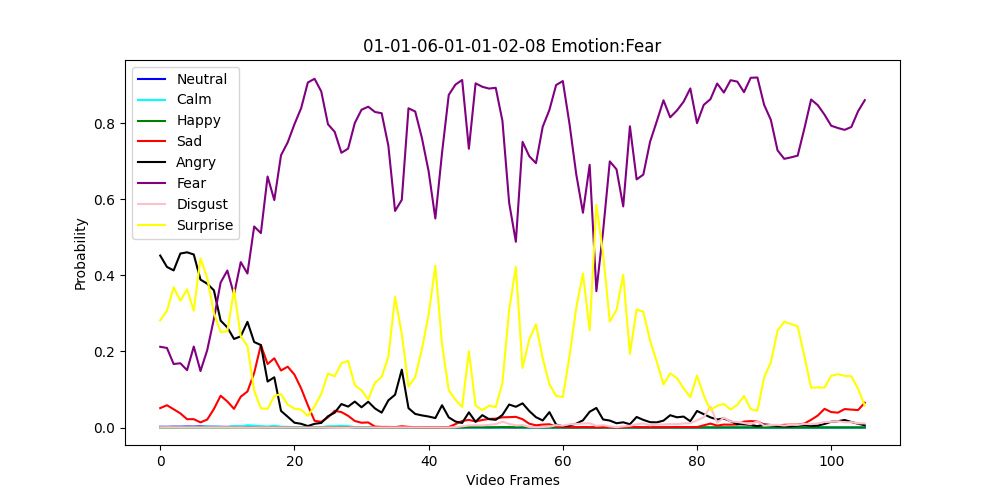 01-01-06-01-01-02-08 Emotion:Fear
Neutral
Calm
Happy
Sad
Angry
Fear
Disgust
Surprise
Probability
0.8
0.6
0.4
0.2
0.0
0 20 40 60 80 100
Video Frames